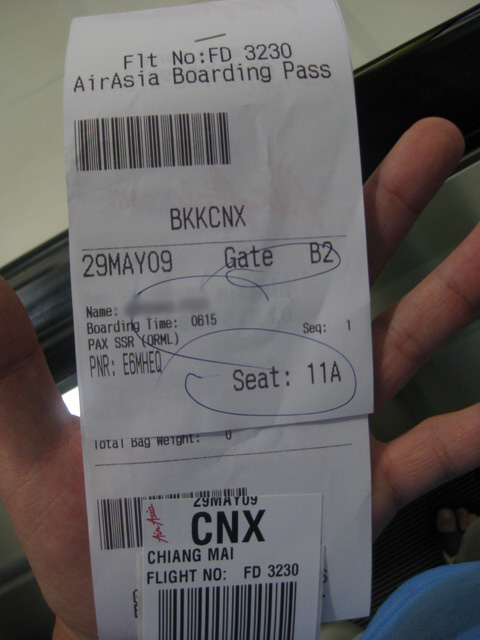 Flt No:FD 3230
AirAsia Boarding Pass
BKKCNX
29MAY09 Gate B2
Name:
Boarding Time: 0615 Seq: 1
PAX SSR (QRML)
PNR: E6MHEQ
Seat: 11A
Total Bag Weight: 0
29MAY09
AirAsia
CNX
CHIANG MAI
FLIGHT NO: FD 3230